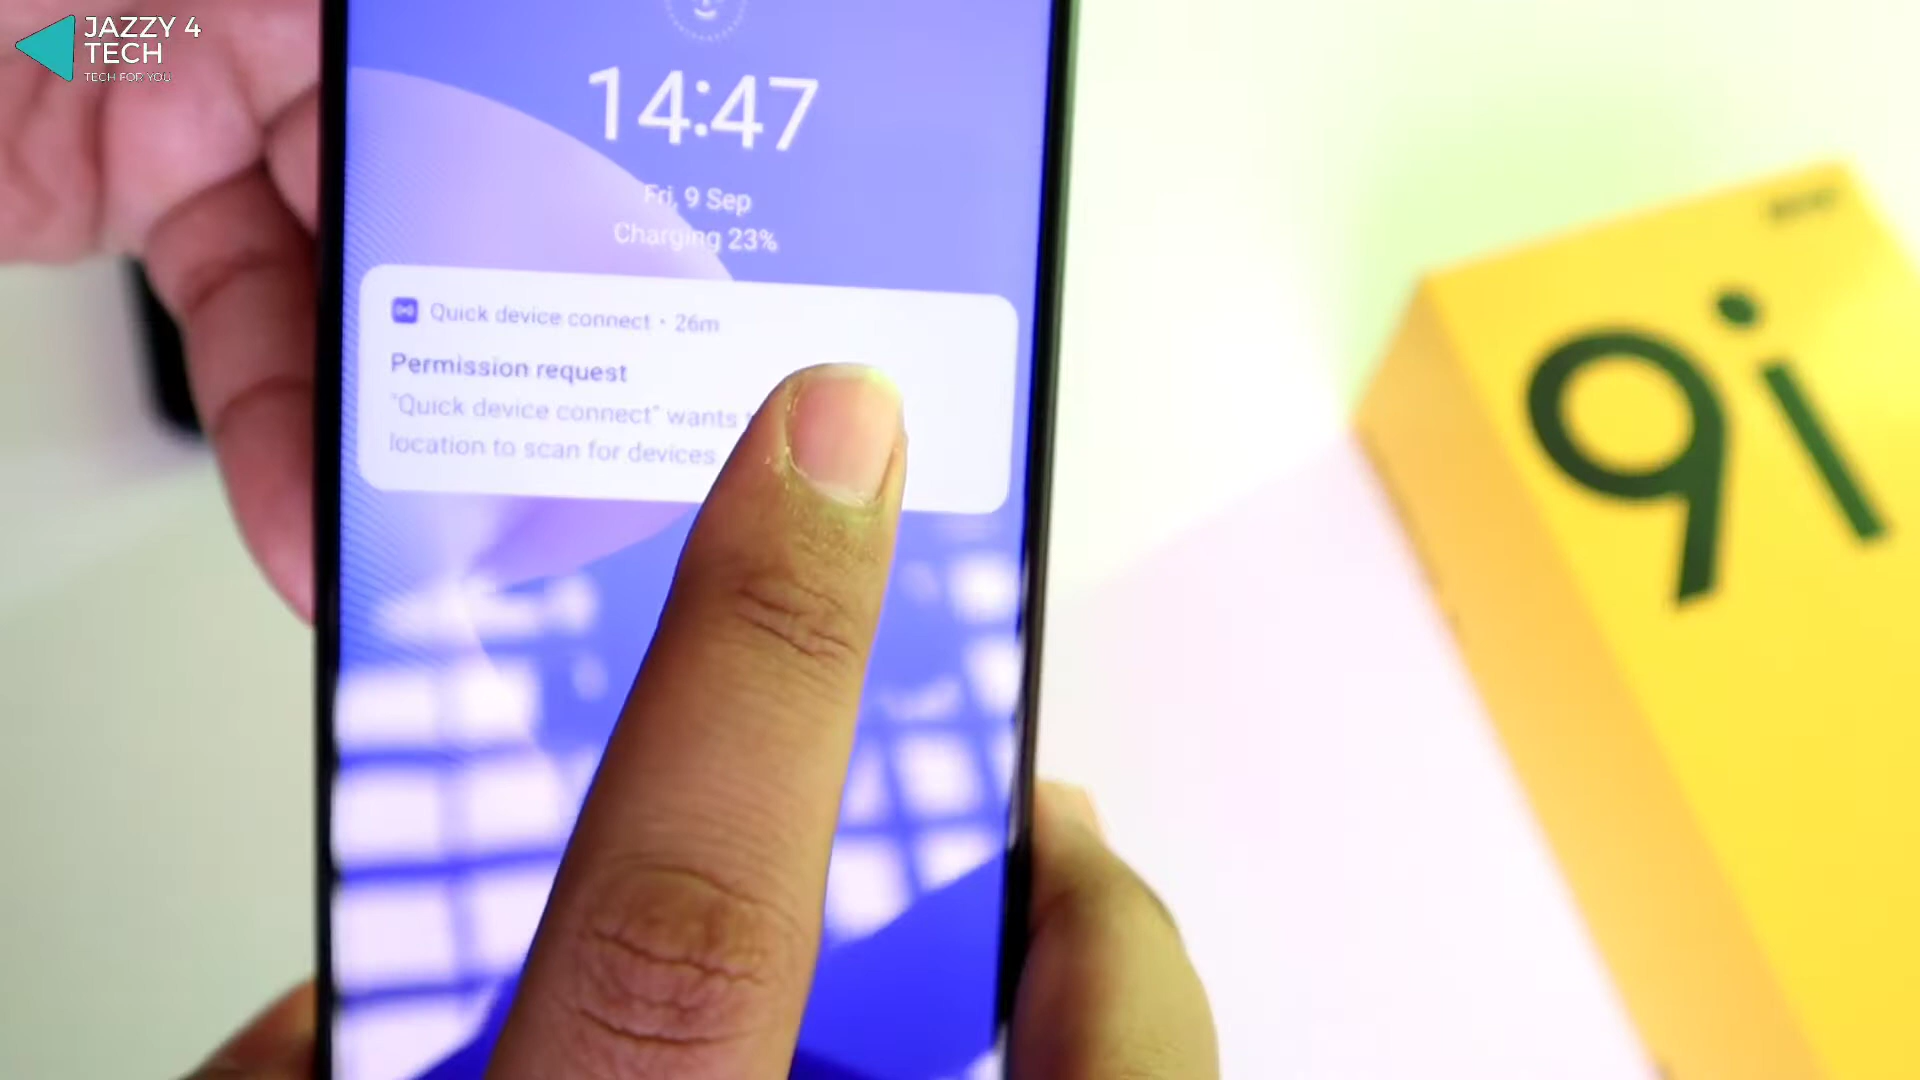 JAZZY 4
TECH
TECH FOR YOU
14:47
Fri, 9 Sep
Charging 23%
Quick device connect • 26m
Permission request
"Quick device connect" wants
location to scan for devices.
9i